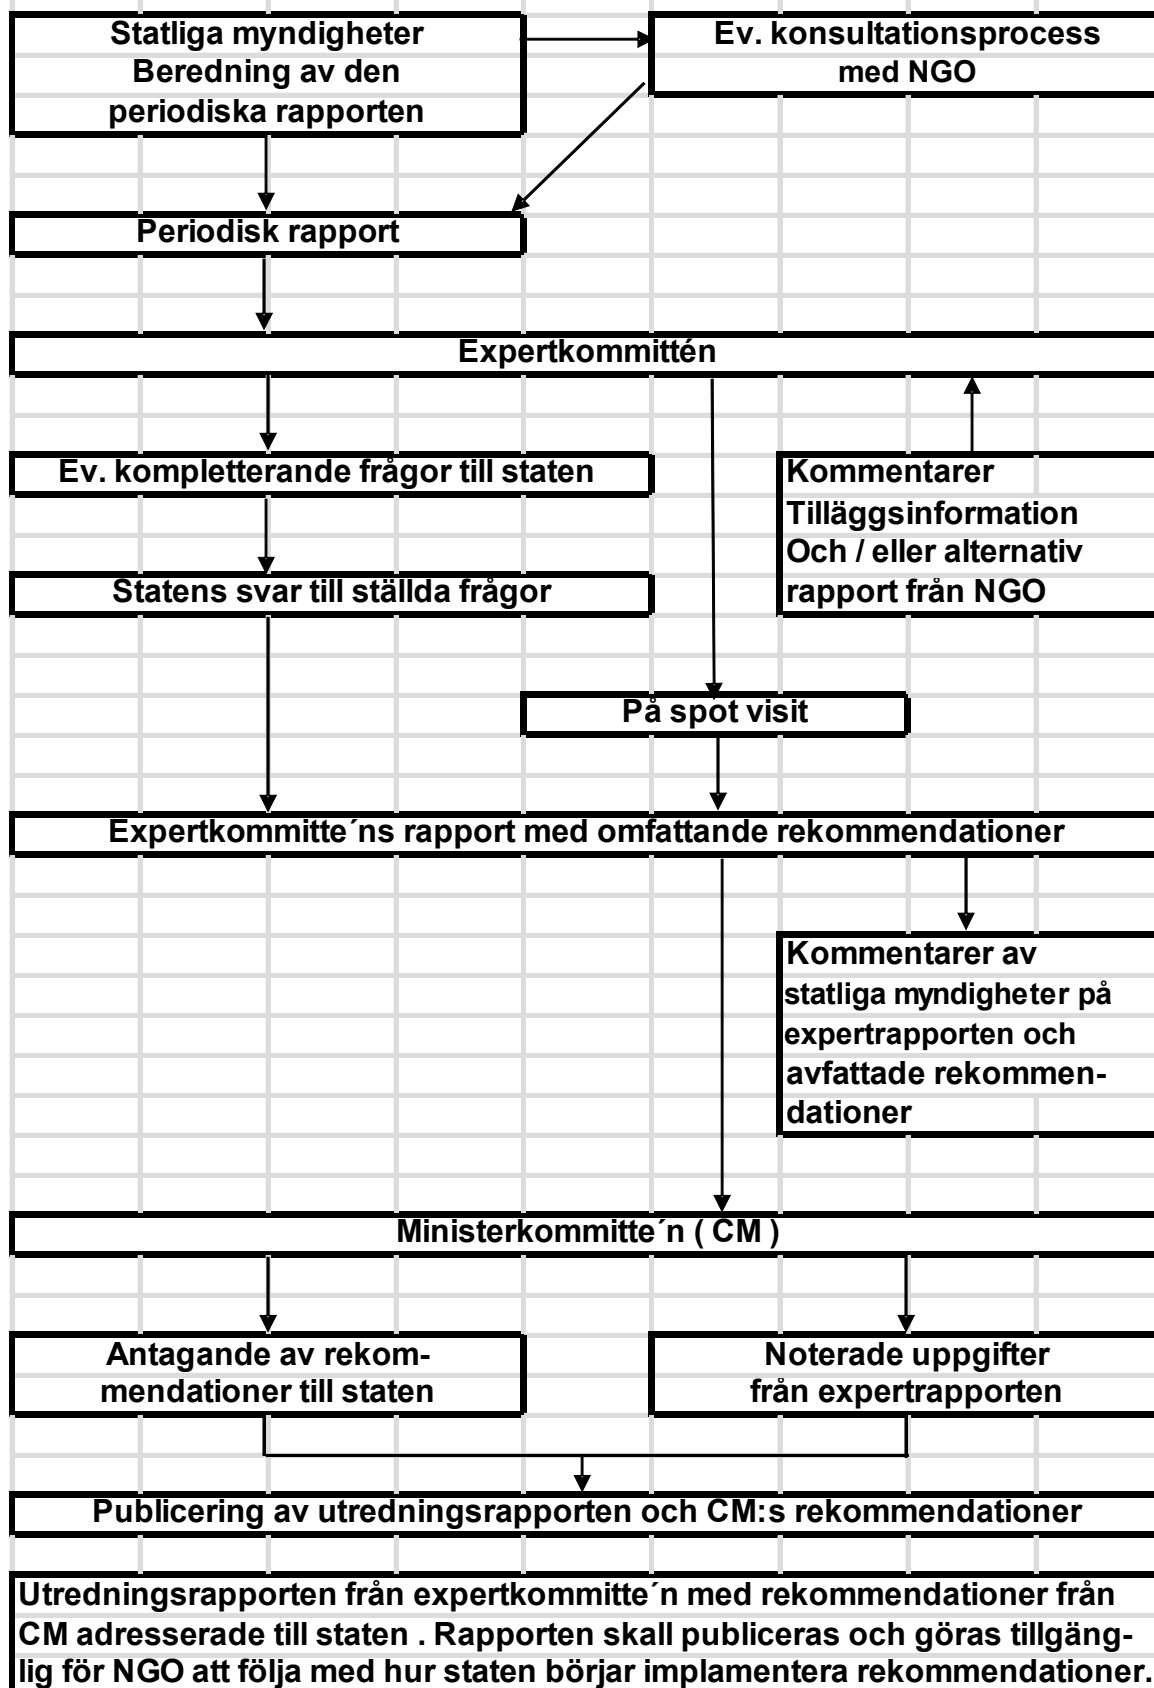 Statliga myndigheter
Beredning av den
periodiska rapporten
Ev. konsultationsprocess
med NGO
Periodisk rapport
Expertkommittén
Ev. kompletterande frågor till staten
Kommentarer
Tilläggsinformation
Och / eller alternativ
rapport från NGO
Statens svar till ställda frågor
På spot visit
Expertkommitte´ns rapport med omfattande rekommendationer
Kommentarer av
statliga myndigheter på
expertrapporten och
avfattade rekommen-
dationer
Ministerkommitte´n ( CM )
Antagande av rekom-
mendationer till staten
Noterade uppgifter
från expertrapporten
Publicering av utredningsrapporten och CM:s rekommendationer
Utredningsrapporten från expertkommitte´n med rekommendationer från
CM adresserade till staten . Rapporten skall publiceras och göras tillgäng-
lig för NGO att följa med hur staten börjar implamentera rekommendationer.